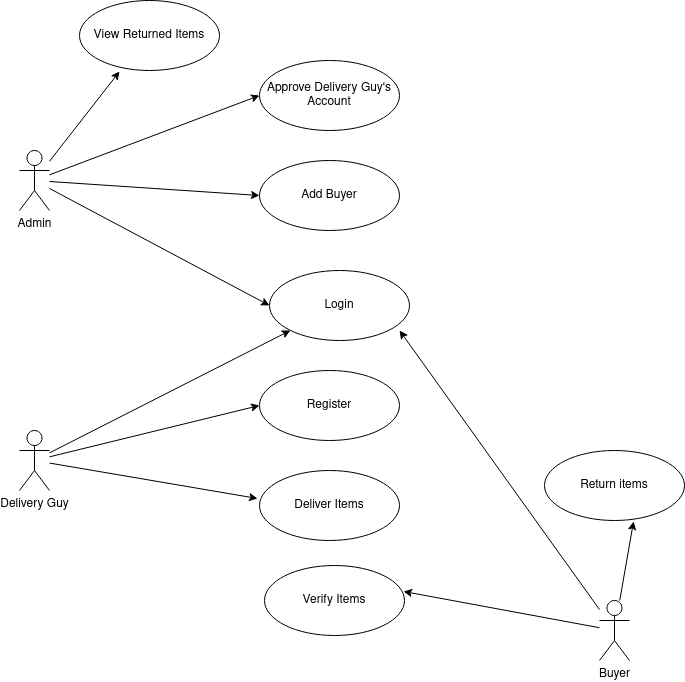 View Returned Items
Approve Delivery Guy's
Account
Add Buyer
Admin
Login
Register
Delivery Guy
Deliver Items
Return items
Verify Items
Buyer